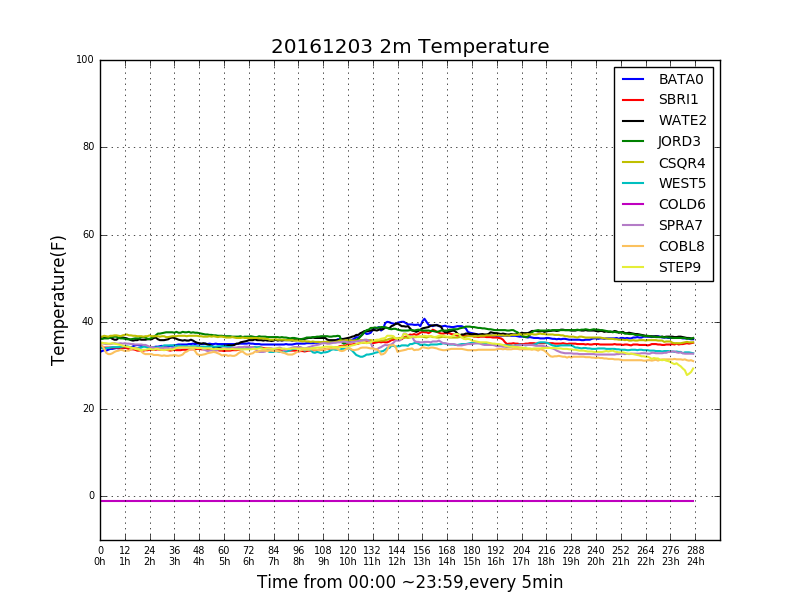 20161203 2m Temperature
100
80
60
40
20
0
Temperature(F)
BATA0
SBRI1
WATE2
JORD3
CSQR4
WEST5
COLD6
SPRA7
COBL8
STEP9
0 12 24 36 48 60 72 84 96 108 120 132 144 156 168 180 192 204 216 228 240 252 264 276 288
0h 1h 2h 3h 4h 5h 6h 7h 8h 9h 10h 11h 12h 13h 14h 15h 16h 17h 18h 19h 20h 21h 22h 23h 24h
Time from 00:00 ~23:59,every 5min